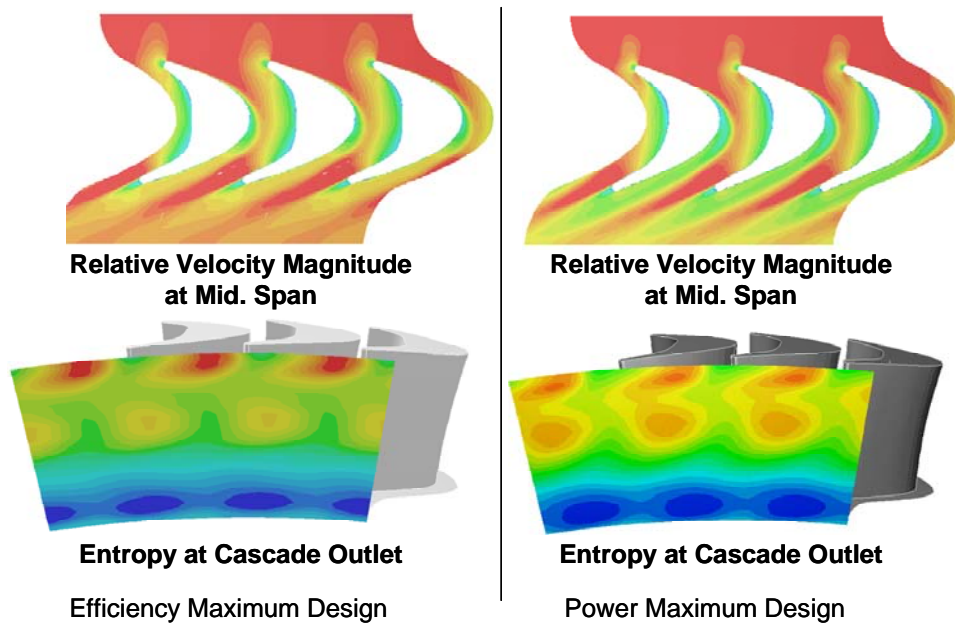 Relative Velocity Magnitude
at Mid. Span
Entropy at Cascade Outlet
Efficiency Maximum Design
Relative Velocity Magnitude
at Mid. Span
Entropy at Cascade Outlet
Power Maximum Design